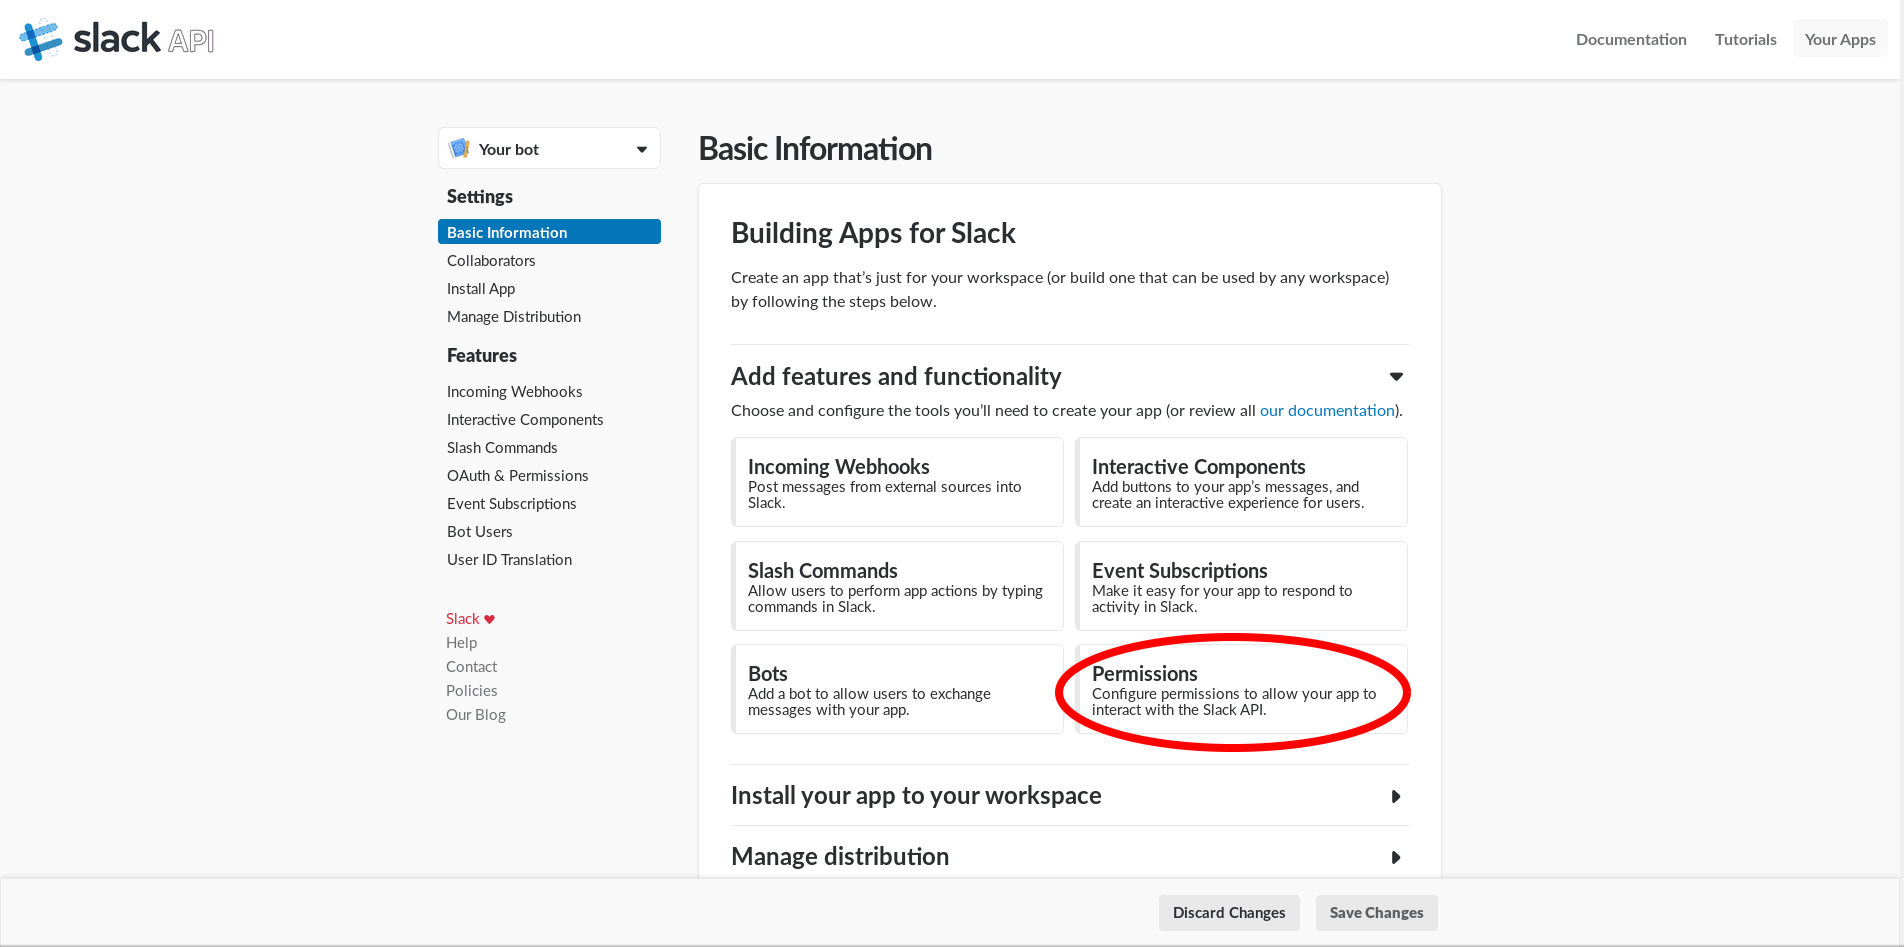 slack API
Documentation
Tutorials
Your Apps
Your bot
Settings
Basic Information
Collaborators
Install App
Manage Distribution
Features
Incoming Webhooks
Interactive Components
Slash Commands
OAuth & Permissions
Event Subscriptions
Bot Users
User ID Translation
Slack
Help
Contact
Policies
Our Blog
Basic Information
Building Apps for Slack
Create an app that’s just for your workspace (or build one that can be used by any workspace)
by following the steps below.
Add features and functionality
Choose and configure the tools you’ll need to create your app (or review all our documentation).
Incoming Webhooks
Post messages from external sources into
Slack.
Interactive Components
Add buttons to your app’s messages, and
create an interactive experience for users.
Slash Commands
Allow users to perform app actions by typing
commands in Slack.
Event Subscriptions
Make it easy for your app to respond to
activity in Slack.
Bots
Add a bot to allow users to exchange
messages with your app.
Permissions
Configure permissions to allow your app to
interact with the Slack API.
Install your app to your workspace
Manage distribution
Discard Changes
Save Changes